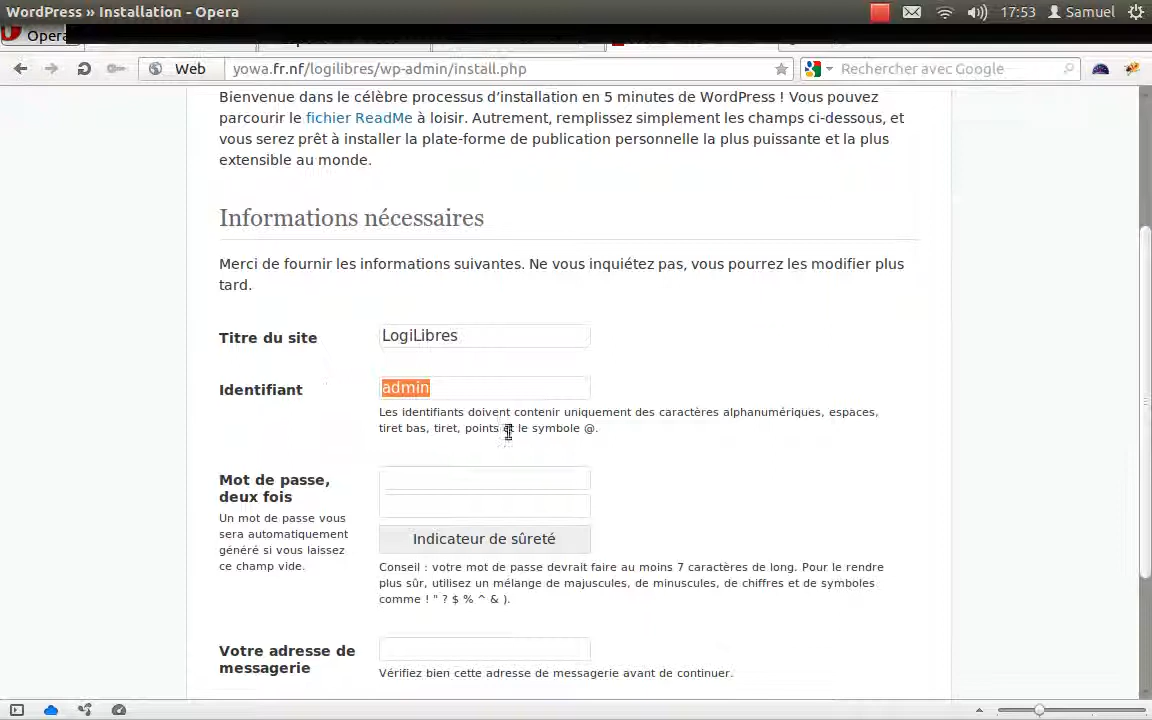 WordPress » Installation - Opera
17:53
Samuel
Opera
Web
yowa.fr.nf/logilibres/wp-admin/install.php
Rechercher avec Google
Bienvenue dans le célèbre processus d’installation en 5 minutes de WordPress ! Vous pouvez
parcourir le fichier ReadMe à loisir. Autrement, remplissez simplement les champs ci-dessous, et
vous serez prêt à installer la plate-forme de publication personnelle la plus puissante et la plus
extensible au monde.
Informations nécessaires
Merci de fournir les informations suivantes. Ne vous inquiétez pas, vous pourrez les modifier plus
tard.
Titre du site
LogiLibres
Identifiant
admin
Les identifiants doivent contenir uniquement des caractères alphanumériques, espaces,
tiret bas, tiret, points et le symbole @.
Mot de passe,
deux fois
Un mot de passe vous
sera automatiquement
généré si vous laissez
ce champ vide.
Indicateur de sûreté
Conseil : votre mot de passe devrait faire au moins 7 caractères de long. Pour le rendre
plus sûr, utilisez un mélange de majuscules, de minuscules, de chiffres et de symboles
comme ! " ? $ % ^ & ).
Votre adresse de
messagerie
Vérifiez bien cette adresse de messagerie avant de continuer.